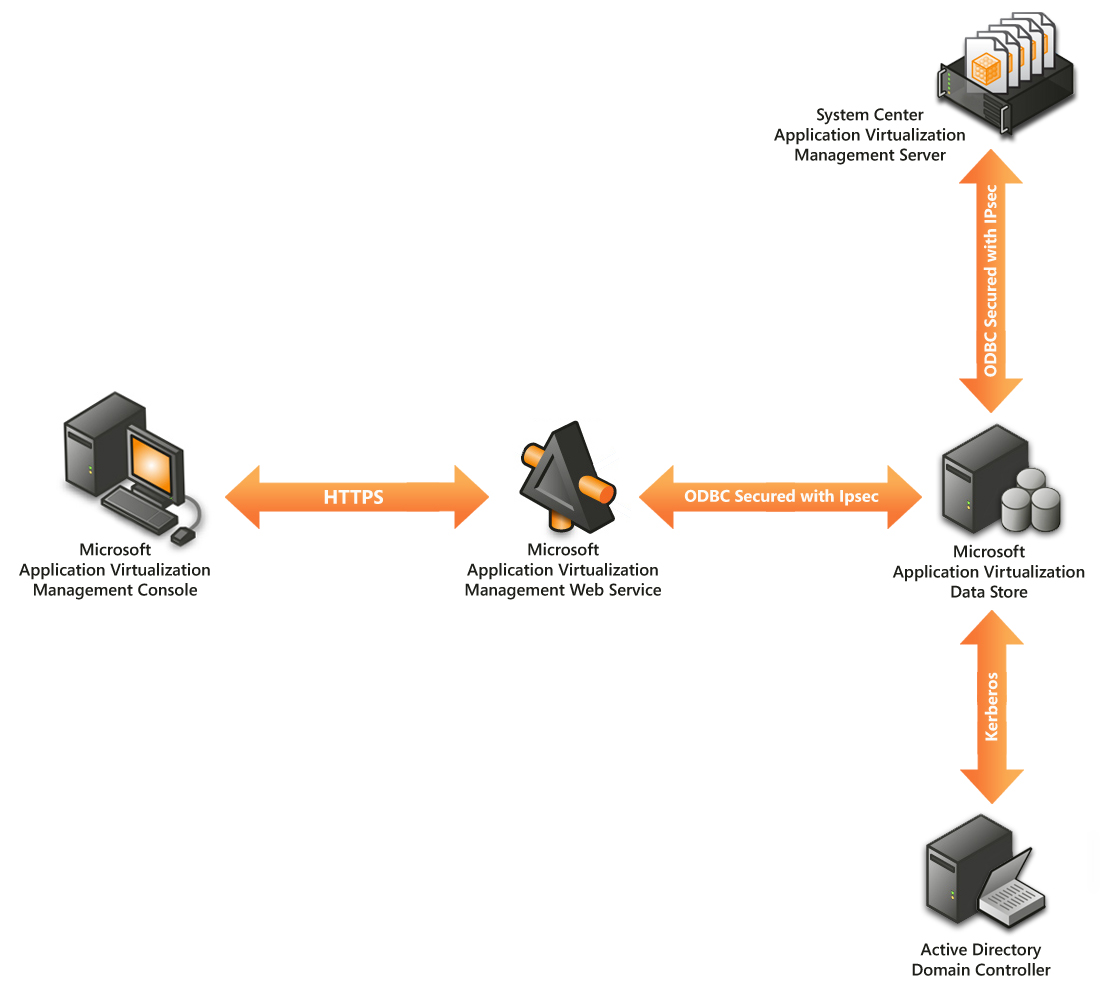 System Center
Application Virtualization
Management Server
ODBC Secured with IPsec
Microsoft
Application Virtualization
Management Console
HTTPS
Microsoft
Application Virtualization
Management Web Service
ODBC Secured with Ipsec
Microsoft
Application Virtualization
Data Store
Kerberos
Active Directory
Domain Controller